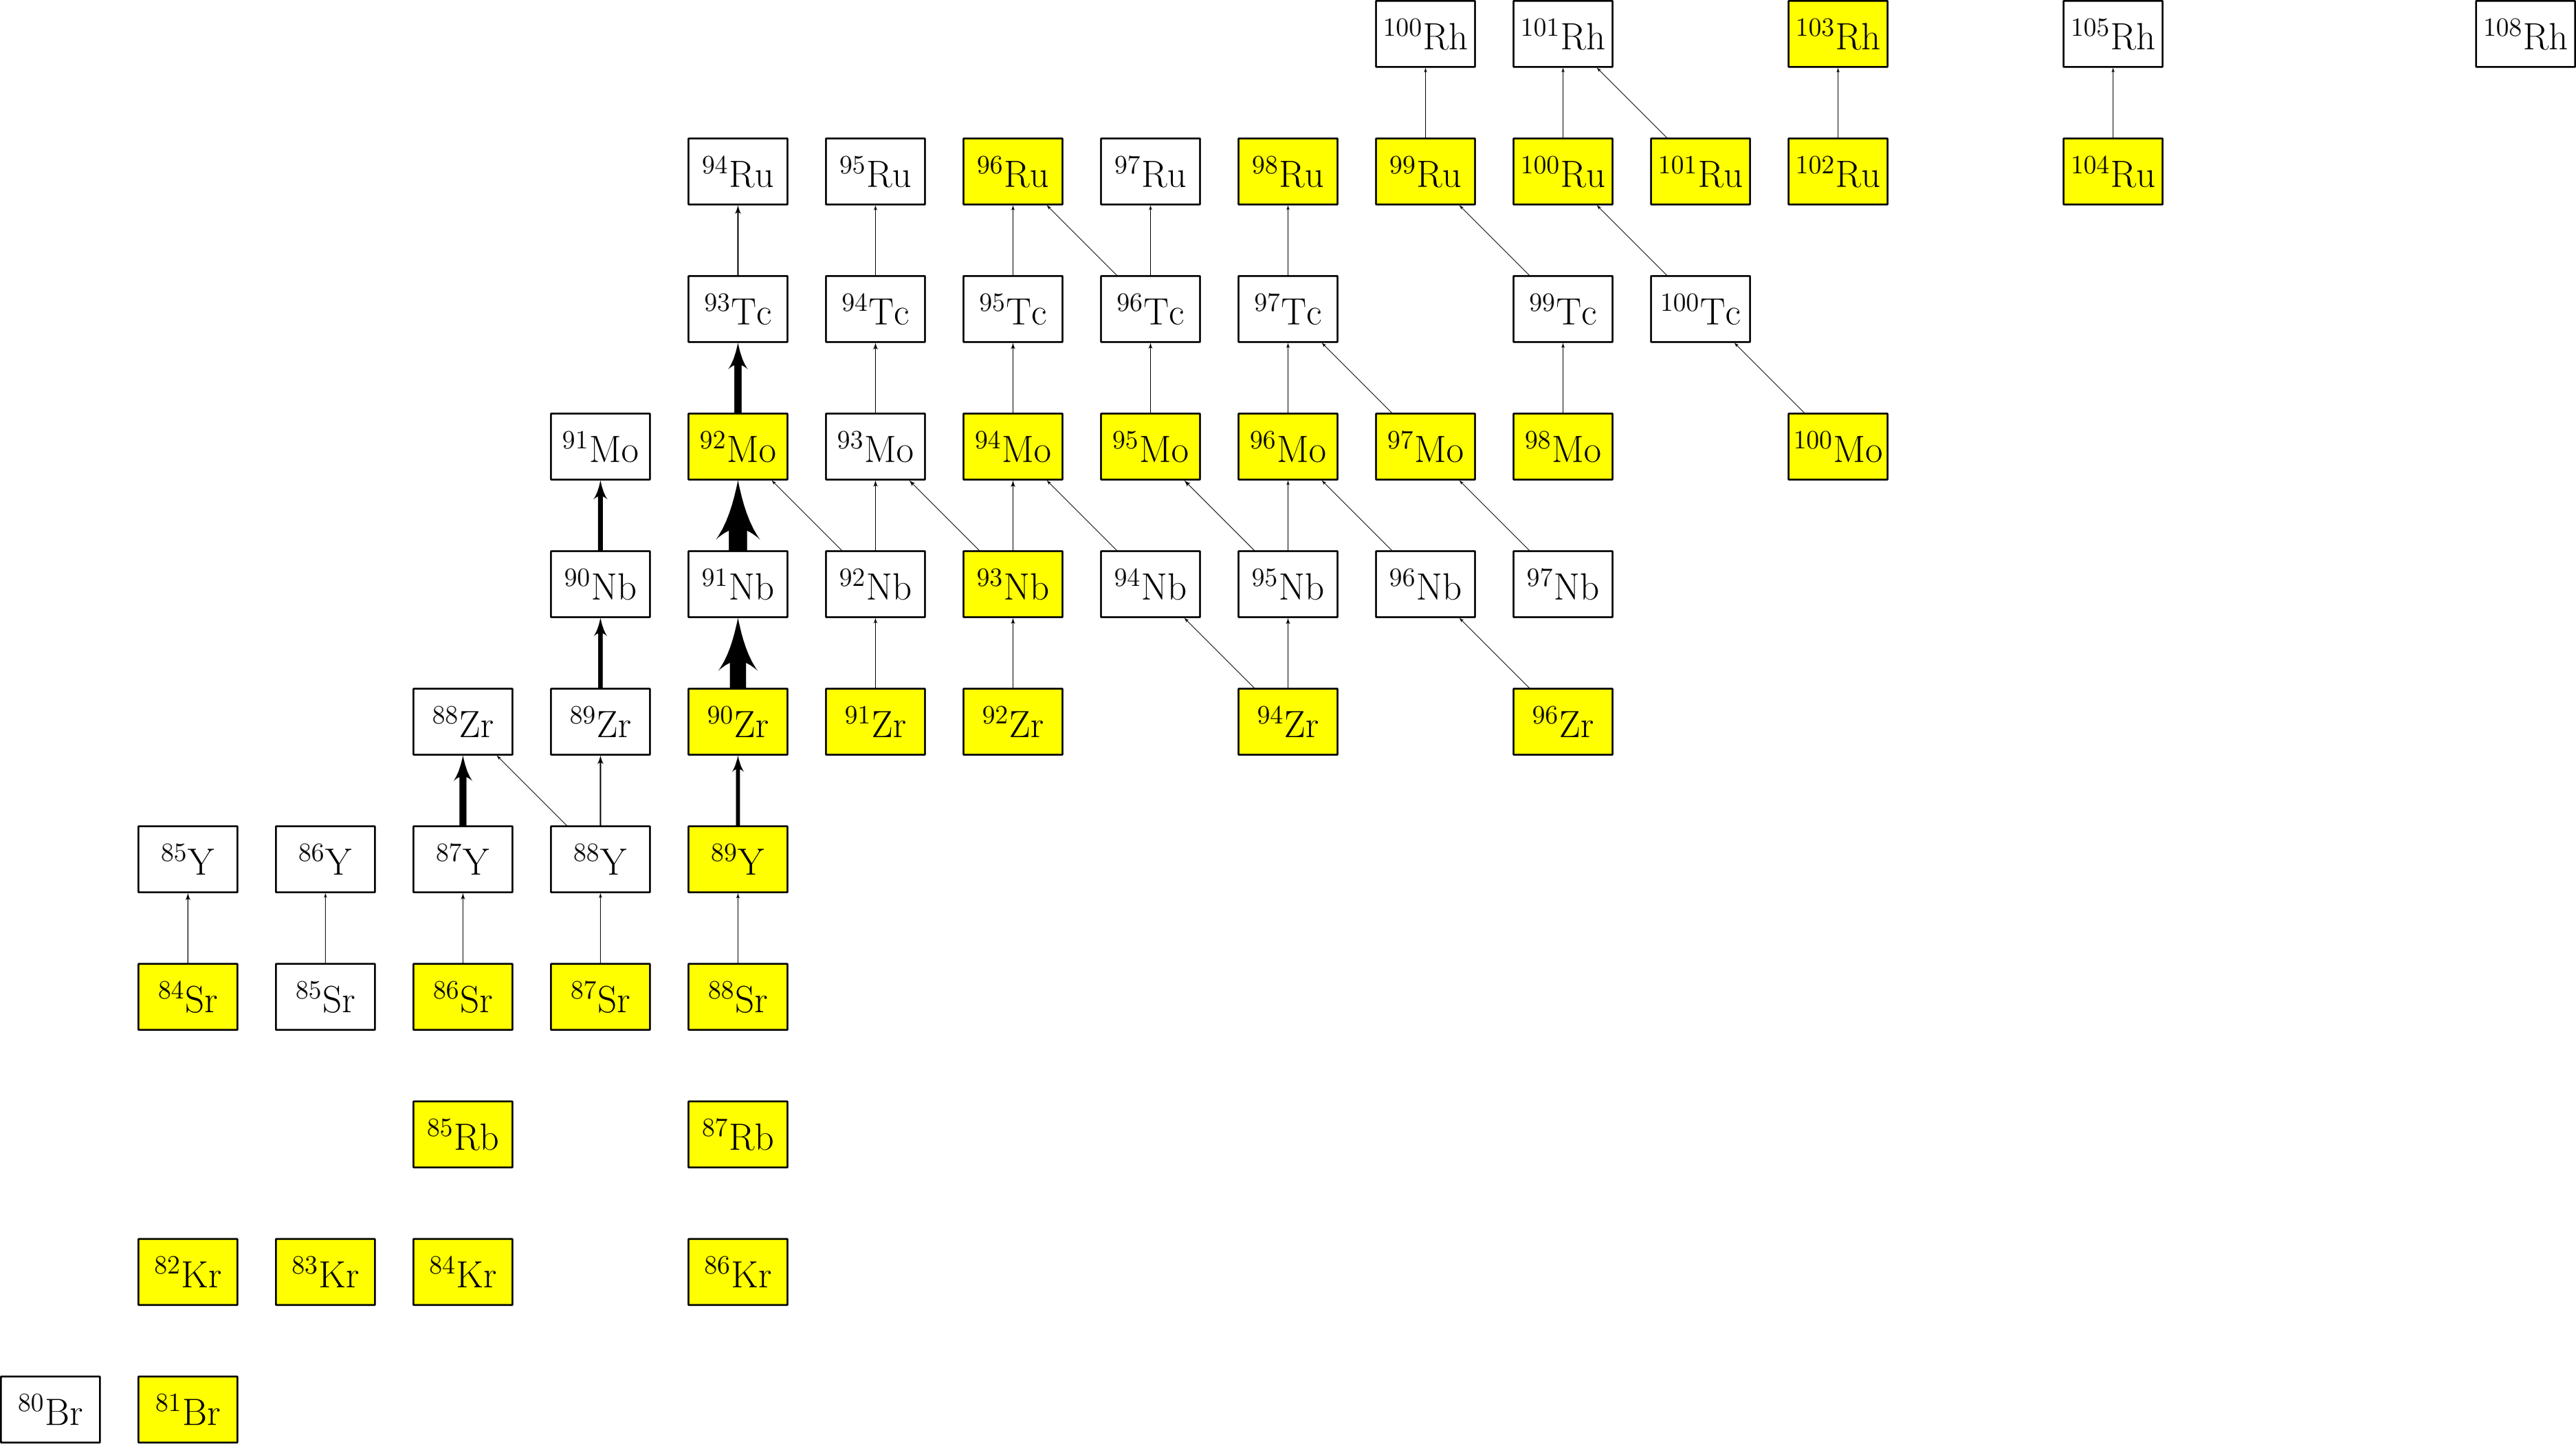 ¹⁰⁰Rh ¹⁰¹Rh ¹⁰³Rh ¹⁰⁵Rh ¹⁰⁸Rh
⁹⁴Ru ⁹⁵Ru ⁹⁶Ru ⁹⁷Ru ⁹⁸Ru ⁹⁹Ru ¹⁰⁰Ru ¹⁰¹Ru ¹⁰²Ru ¹⁰⁴Ru
⁹³Tc ⁹⁴Tc ⁹⁵Tc ⁹⁶Tc ⁹⁷Tc ⁹⁹Tc ¹⁰⁰Tc
⁹¹Mo ⁹²Mo ⁹³Mo ⁹⁴Mo ⁹⁵Mo ⁹⁶Mo ⁹⁷Mo ⁹⁸Mo ¹⁰⁰Mo
⁹⁰Nb ⁹¹Nb ⁹²Nb ⁹³Nb ⁹⁴Nb ⁹⁵Nb ⁹⁶Nb ⁹⁷Nb
⁸⁸Zr ⁸⁹Zr ⁹⁰Zr ⁹¹Zr ⁹²Zr ⁹⁴Zr ⁹⁶Zr
⁸⁵Y ⁸⁶Y ⁸⁷Y ⁸⁸Y ⁸⁹Y
⁸⁴Sr ⁸⁵Sr ⁸⁶Sr ⁸⁷Sr ⁸⁸Sr
⁸⁵Rb ⁸⁷Rb
⁸²Kr ⁸³Kr ⁸⁴Kr ⁸⁶Kr
⁸⁰Br ⁸¹Br